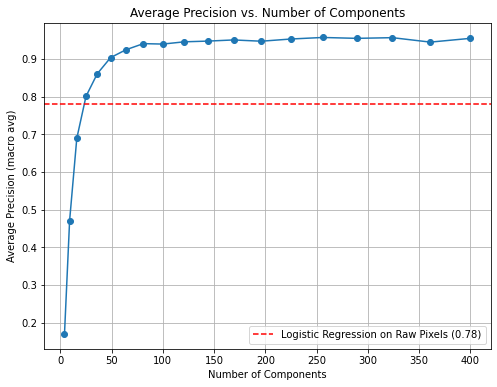 Average Precision vs. Number of Components
Average Precision (macro avg)
0.9
0.8
0.7
0.6
0.5
0.4
0.3
0.2
Logistic Regression on Raw Pixels (0.78)
0 50 100 150 200 250 300 350 400
Number of Components